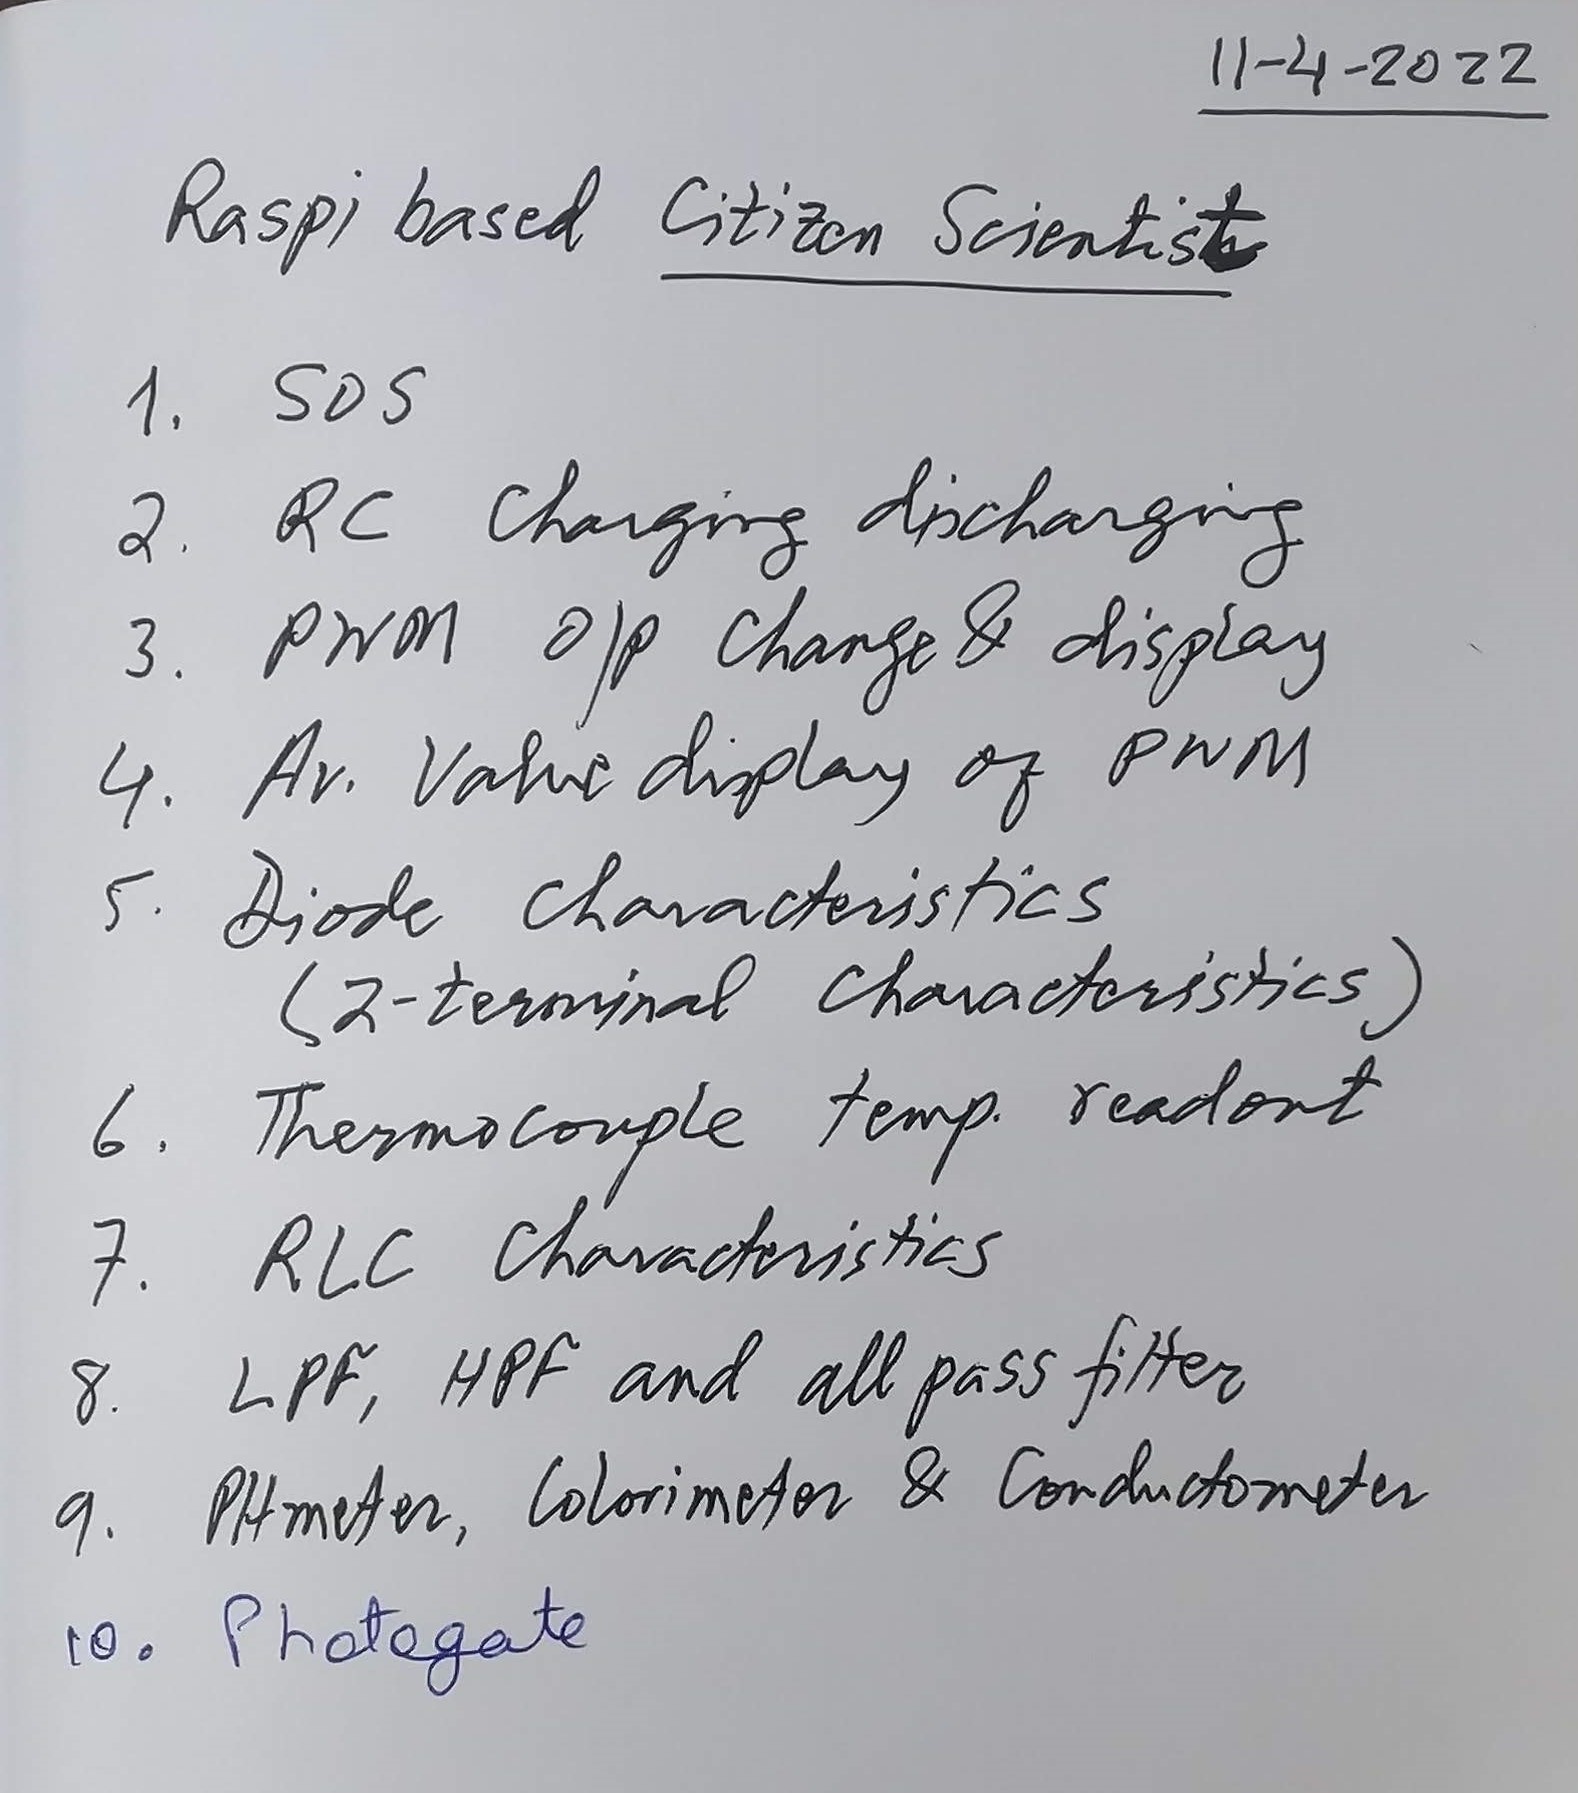 11-4-2022
Raspi based Citizen Scientist
1. SOS
2. RC Charging discharging
3. PWM O/P Change & display
4. Av. Value display of PWM
5. Diode Characteristics
(2-terminal Characteristics)
6. Thermocouple temp. readout
7. RLC Characteristics
8. LPF, HPF and all pass filter
9. PHmeter, Colorimeter & Conductometer
10. Photogate